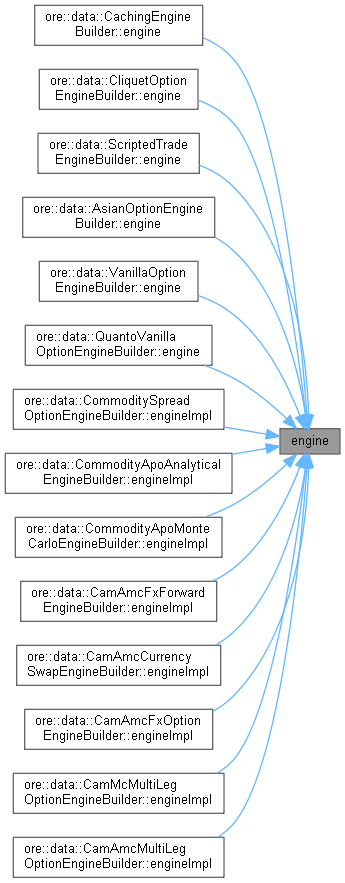 ore::data::CachingEngine
Builder::engine
ore::data::CliquetOption
EngineBuilder::engine
ore::data::ScriptedTrade
EngineBuilder::engine
ore::data::AsianOptionEngine
Builder::engine
ore::data::VanillaOption
EngineBuilder::engine
ore::data::QuantoVanilla
OptionEngineBuilder::engine
ore::data::CommoditySpread
OptionEngineBuilder::engineImpl
engine
ore::data::CommodityApoAnalytical
EngineBuilder::engineImpl
ore::data::CommodityApoMonte
CarloEngineBuilder::engineImpl
ore::data::CamAmcFxForward
EngineBuilder::engineImpl
ore::data::CamAmcCurrency
SwapEngineBuilder::engineImpl
ore::data::CamAmcFxOption
EngineBuilder::engineImpl
ore::data::CamMcMultiLeg
OptionEngineBuilder::engineImpl
ore::data::CamAmcMultiLeg
OptionEngineBuilder::engineImpl